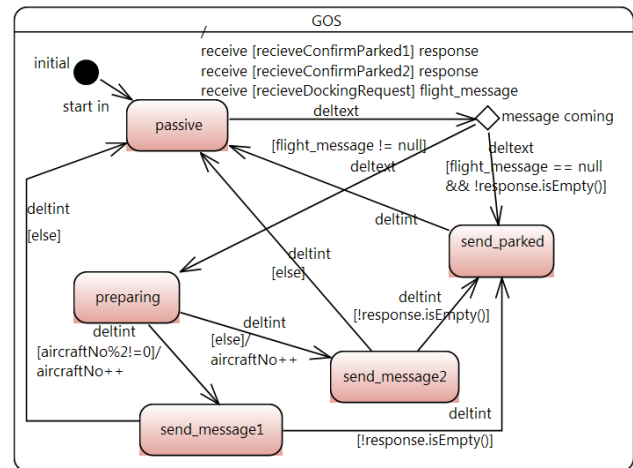 GOS
/
receive [recieveConfirmParked1] response
receive [recieveConfirmParked2] response
receive [recieveDockingRequest] flight_message
initial
start in
deltext
message coming
passive
[flight_message != null]
deltext
deltext
[flight_message == null
&& !response.isEmpty()]
deltint
[else]
deltint
send_parked
deltint
[else]
preparing
deltint
[!response.isEmpty()]
deltint
[aircraftNo%2!=0]/
aircraftNo++
deltint
[else]/
aircraftNo++
send_message2
deltint
send_message1
[!response.isEmpty()]